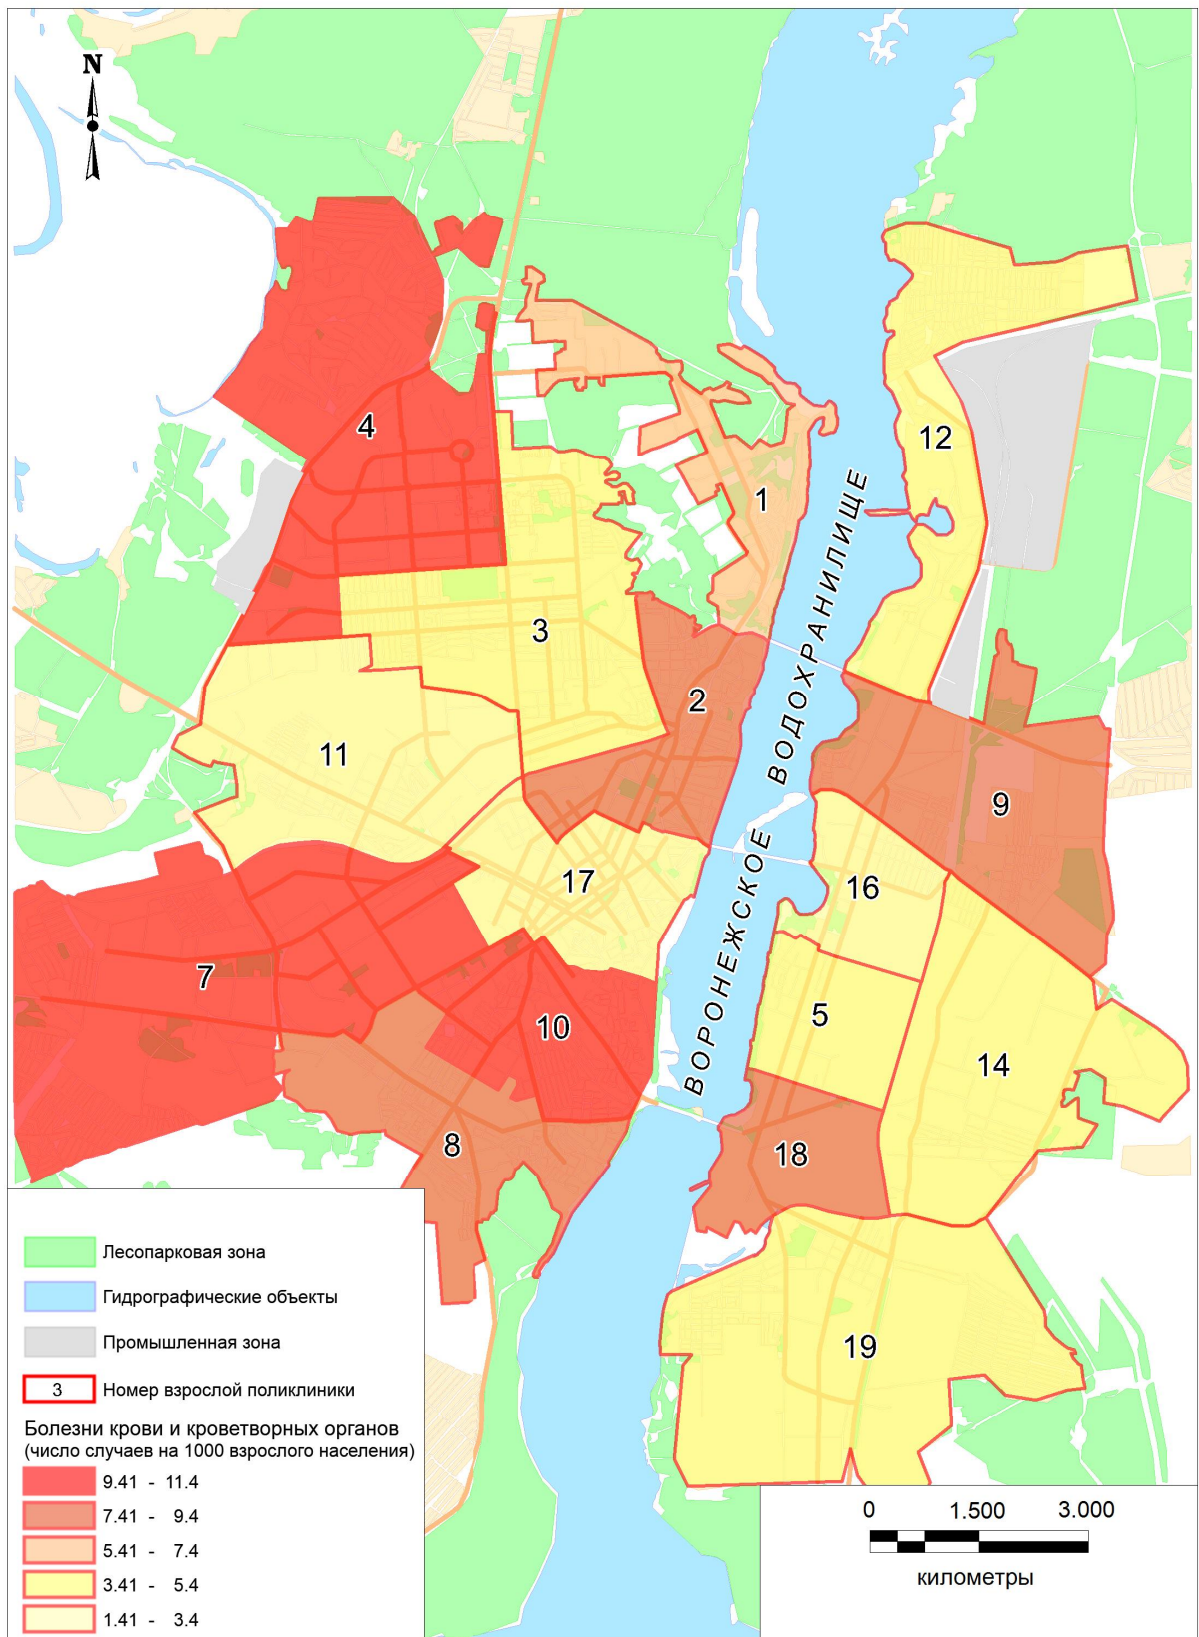 N
4
12
1
3
2
11
9
17
16
7
10
5
14
8
18
19
ВОРОНЕЖСКОЕ ВОДОХРАНИЛИЩЕ
Лесопарковая зона
Гидрографические объекты
Промышленная зона
3 Номер взрослой поликлиники
Болезни крови и кроветворных органов
(число случаев на 1000 взрослого населения)
9.41 - 11.4
7.41 - 9.4
5.41 - 7.4
3.41 - 5.4
1.41 - 3.4
0 1.500 3.000
километры